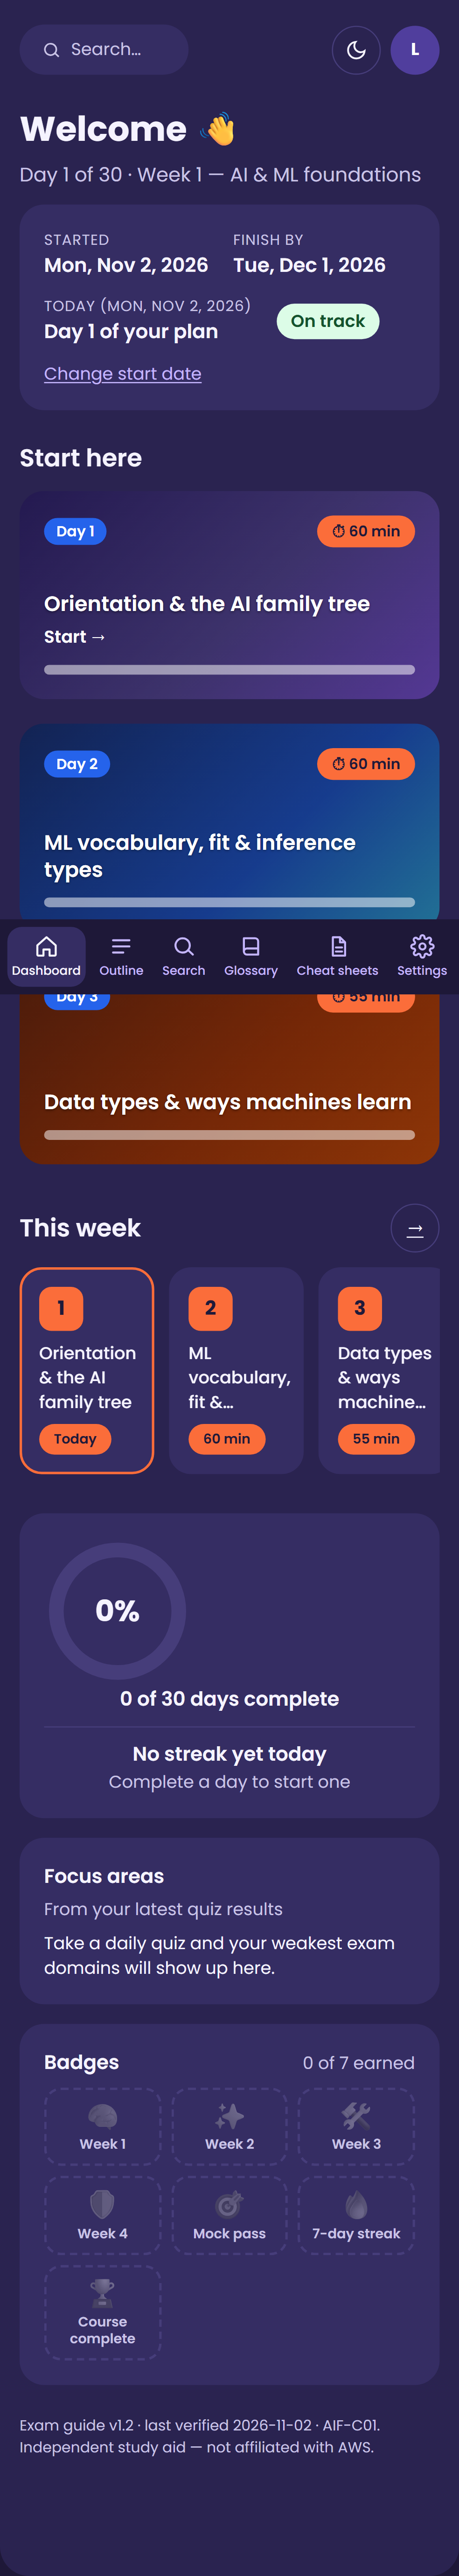 Search...
L
Welcome 👋
Day 1 of 30 · Week 1 — AI & ML foundations
STARTED
Mon, Nov 2, 2026
FINISH BY
Tue, Dec 1, 2026
TODAY (MON, NOV 2, 2026)
Day 1 of your plan
On track
Change start date
Start here
Day 1
⏱ 60 min
Orientation & the AI family tree
Start →
Day 2
⏱ 60 min
ML vocabulary, fit & inference
types
Dashboard
Outline
Search
Glossary
Cheat sheets
Settings
Day 3
⏱ 55 min
Data types & ways machines learn
This week
→
1
Orientation
& the AI
family tree
Today
2
ML
vocabulary,
fit &...
60 min
3
Data types
& ways
machine...
55 min
0%
0 of 30 days complete
No streak yet today
Complete a day to start one
Focus areas
From your latest quiz results
Take a daily quiz and your weakest exam
domains will show up here.
Badges
0 of 7 earned
Week 1
Week 2
Week 3
Week 4
Mock pass
7-day streak
Course
complete
Exam guide v1.2 · last verified 2026-11-02 · AIF-C01.
Independent study aid — not affiliated with AWS.